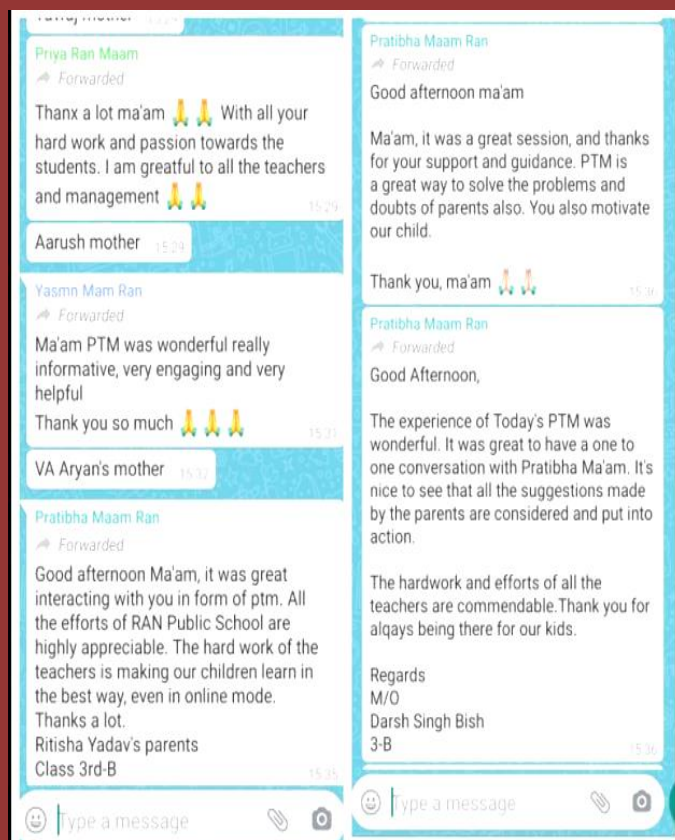 Priya Ran Maam
Forwarded
Thanx a lot ma'am 🙏 🙏 With all your
hard work and passion towards the
students. I am greatful to all the teachers
and management 🙏 🙏
15:29
Aarush mother 15:29
Yasmn Mam Ran
Forwarded
Ma'am PTM was wonderful really
informative, very engaging and very
helpful
Thank you so much 🙏 🙏 🙏
15:31
VA Aryan's mother 15:32
Pratibha Maam Ran
Forwarded
Good afternoon Ma'am, it was great
interacting with you in form of ptm. All
the efforts of RAN Public School are
highly appreciable. The hard work of the
teachers is making our children learn in
the best way, even in online mode.
Thanks a lot.
Ritisha Yadav's parents
Class 3rd-B
15:35
Type a message
Pratibha Maam Ran
Forwarded
Good afternoon ma'am
Ma'am, it was a great session, and thanks
for your support and guidance. PTM is
a great way to solve the problems and
doubts of parents also. You also motivate
our child.
Thank you, ma'am 🙏 🙏
15:36
Pratibha Maam Ran
Forwarded
Good Afternoon,
The experience of Today's PTM was
wonderful. It was great to have a one to
one conversation with Pratibha Ma'am. It's
nice to see that all the suggestions made
by the parents are considered and put into
action.
The hardwork and efforts of all the
teachers are commendable.Thank you for
alqays being there for our kids.
Regards
M/O
Darsh Singh Bish
3-B
15:36
Type a message